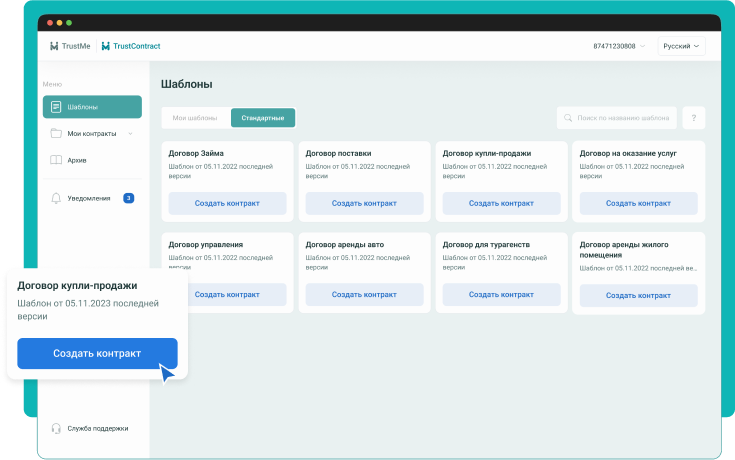 TrustMe
TrustContract
87471230808
Русский
Меню
Шаблоны
Мои контракты
Архив
Уведомления
3
Служба поддержки
Шаблоны
Мои шаблоны
Стандартные
Поиск по названию шаблона
?
Договор Займа
Шаблон от 05.11.2022 последней
версии
Создать контракт
Договор поставки
Шаблон от 05.11.2022 последней
версии
Создать контракт
Договор купли-продажи
Шаблон от 05.11.2022 последней
версии
Создать контракт
Договор на оказание услуг
Шаблон от 05.11.2022 последней
версии
Создать контракт
Договор управления
Шаблон от 05.11.2022 последней
версии
Создать контракт
Договор аренды авто
Шаблон от 05.11.2022 последней
версии
Создать контракт
Договор для турагенств
Шаблон от 05.11.2022 последней
версии
Создать контракт
Договор аренды жилого
помещения
Шаблон от 05.11.2022 последней ве...
Создать контракт
Договор купли-продажи
Шаблон от 05.11.2023 последней
версии
Создать контракт